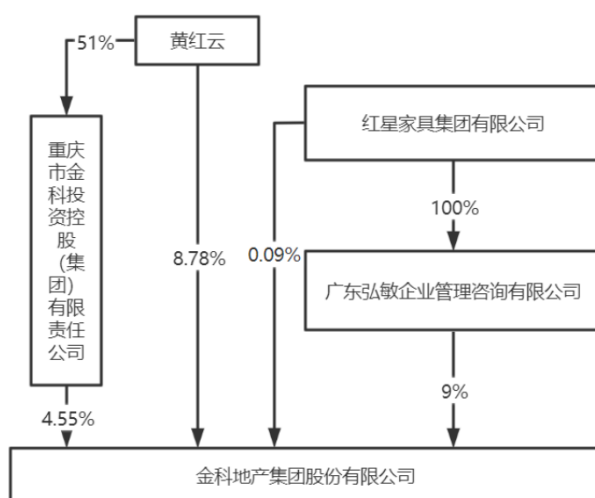 黄红云
51%
红星家具集团有限公司
重庆
市金
科投
资控
股
（集
团）
有限
责任
公司
100%
8.78%
0.09%
广东弘敏企业管理咨询有限公司
4.55%
9%
金科地产集团股份有限公司